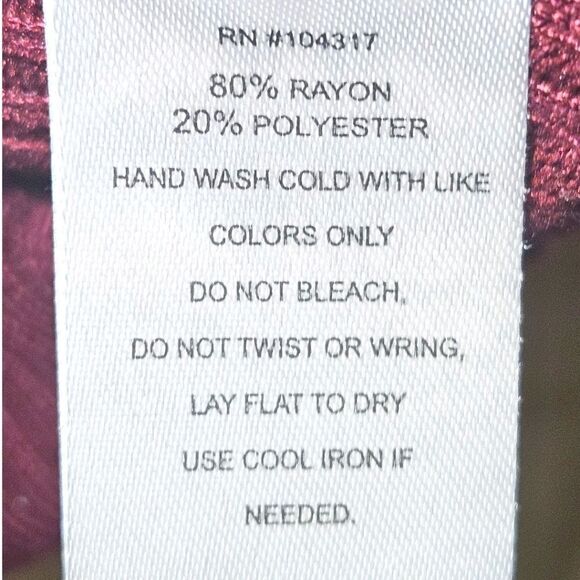 RN #104317
80% RAYON
20% POLYESTER
HAND WASH COLD WITH LIKE
COLORS ONLY
DO NOT BLEACH,
DO NOT TWIST OR WRING,
LAY FLAT TO DRY
USE COOL IRON IF
NEEDED.